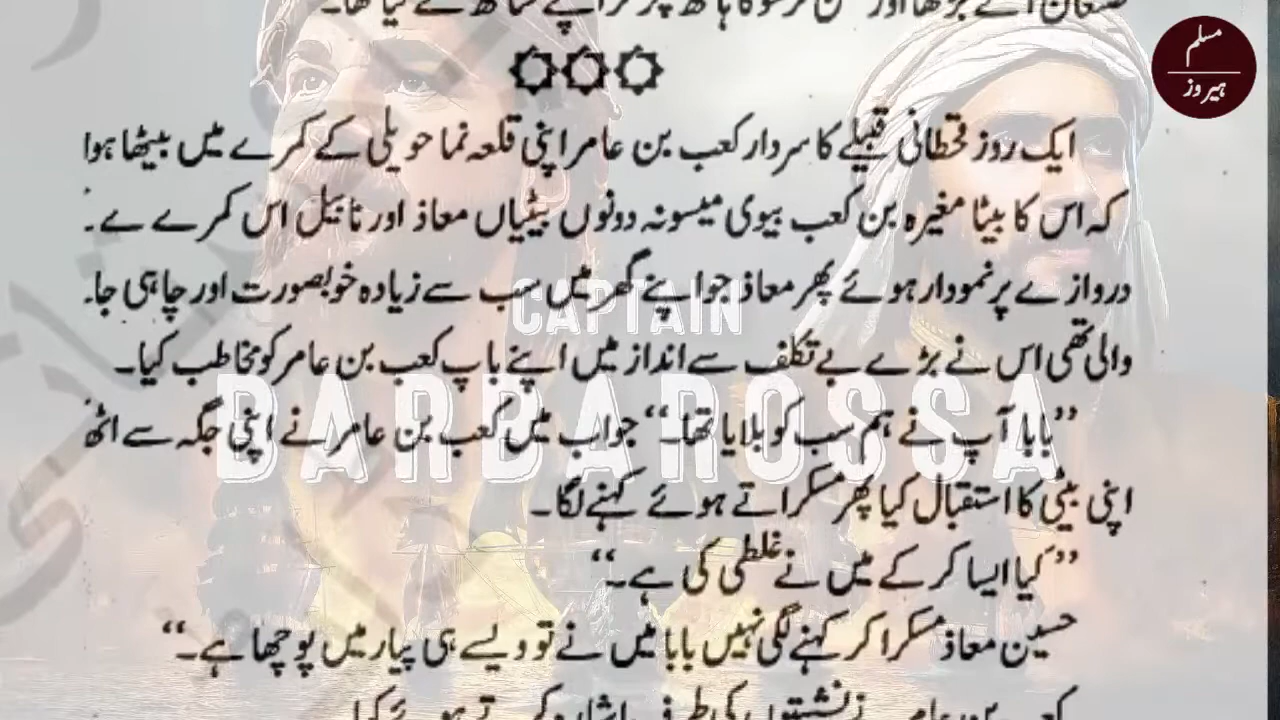 مسلم
ہیروز
ایک روز قحطانی قبیلے کا سردار کعب بن عامر اپنی قلعہ نما حویلی کے کمرے میں بیٹھا ہوا
کہ اس کا بیٹا مغیرہ بن کعب بیوی میسونہ دونوں بیٹیاں معاذ اور نائیل اس کمرے ے۔
دروازے پر نمودار ہوئے پھر معاذ جو اپنے گھر میں سب سے زیادہ خوبصورت اور چاہی جا۔
والی تھی اس نے بڑے بے تکلف سے انداز میں اپنے باپ کعب بن عامر کو مخاطب کیا۔
CAPTAIN
BARBAROSSA
”بابا آپ نے ہم سب کو بلایا تھا۔“ جواب میں کعب بن عامر نے اپنی جگہ سے اٹھ
اپنی بیٹی کا استقبال کیا پھر مسکراتے ہوئے کہنے لگا۔
”کیا ایسا کر کے میں نے غلطی کی ہے۔“
حسین معاذ مسکرا کر کہنے لگی نہیں بابا میں نے تو ویسے ہی پیار میں پوچھا ہے۔“